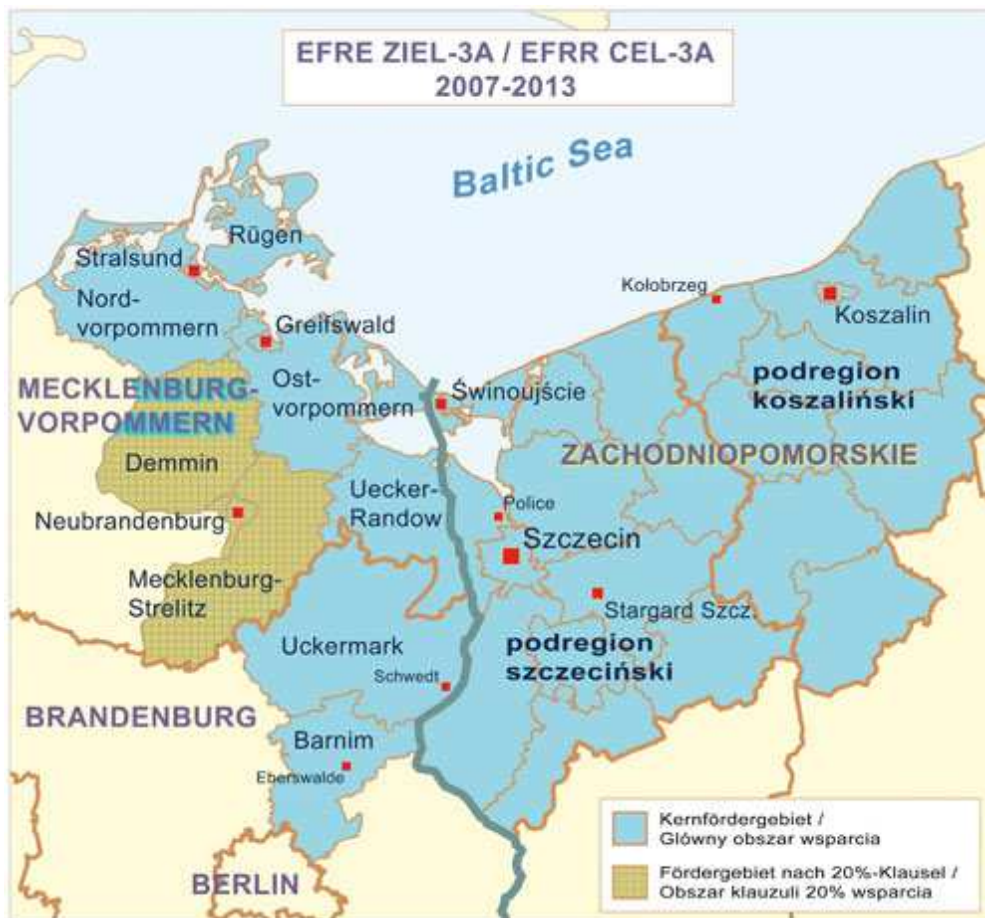 EFRE ZIEL-3A / EFRR CEL-3A
2007-2013
Baltic Sea
Rügen
Stralsund
Nord-
vorpommern
Greifswald
Kołobrzeg
Koszalin
MECKLENBURG-
VORPOMMERN
Ost-
vorpommern
Świnoujście
podregion
koszaliński
ZACHODNIOPOMORSKIE
Demmin
Neubrandenburg
Uecker-
Randow
Police
Szczecin
Mecklenburg-
Strelitz
Stargard Szcz.
Uckermark
podregion
szczeciński
Schwedt
BRANDENBURG
Barnim
Eberswalde
BERLIN
Kernfördergebiet /
Glówny obszar wsparcia
Fördergebiet nach 20%-Klausel /
Obszar klauzuli 20% wsparcia